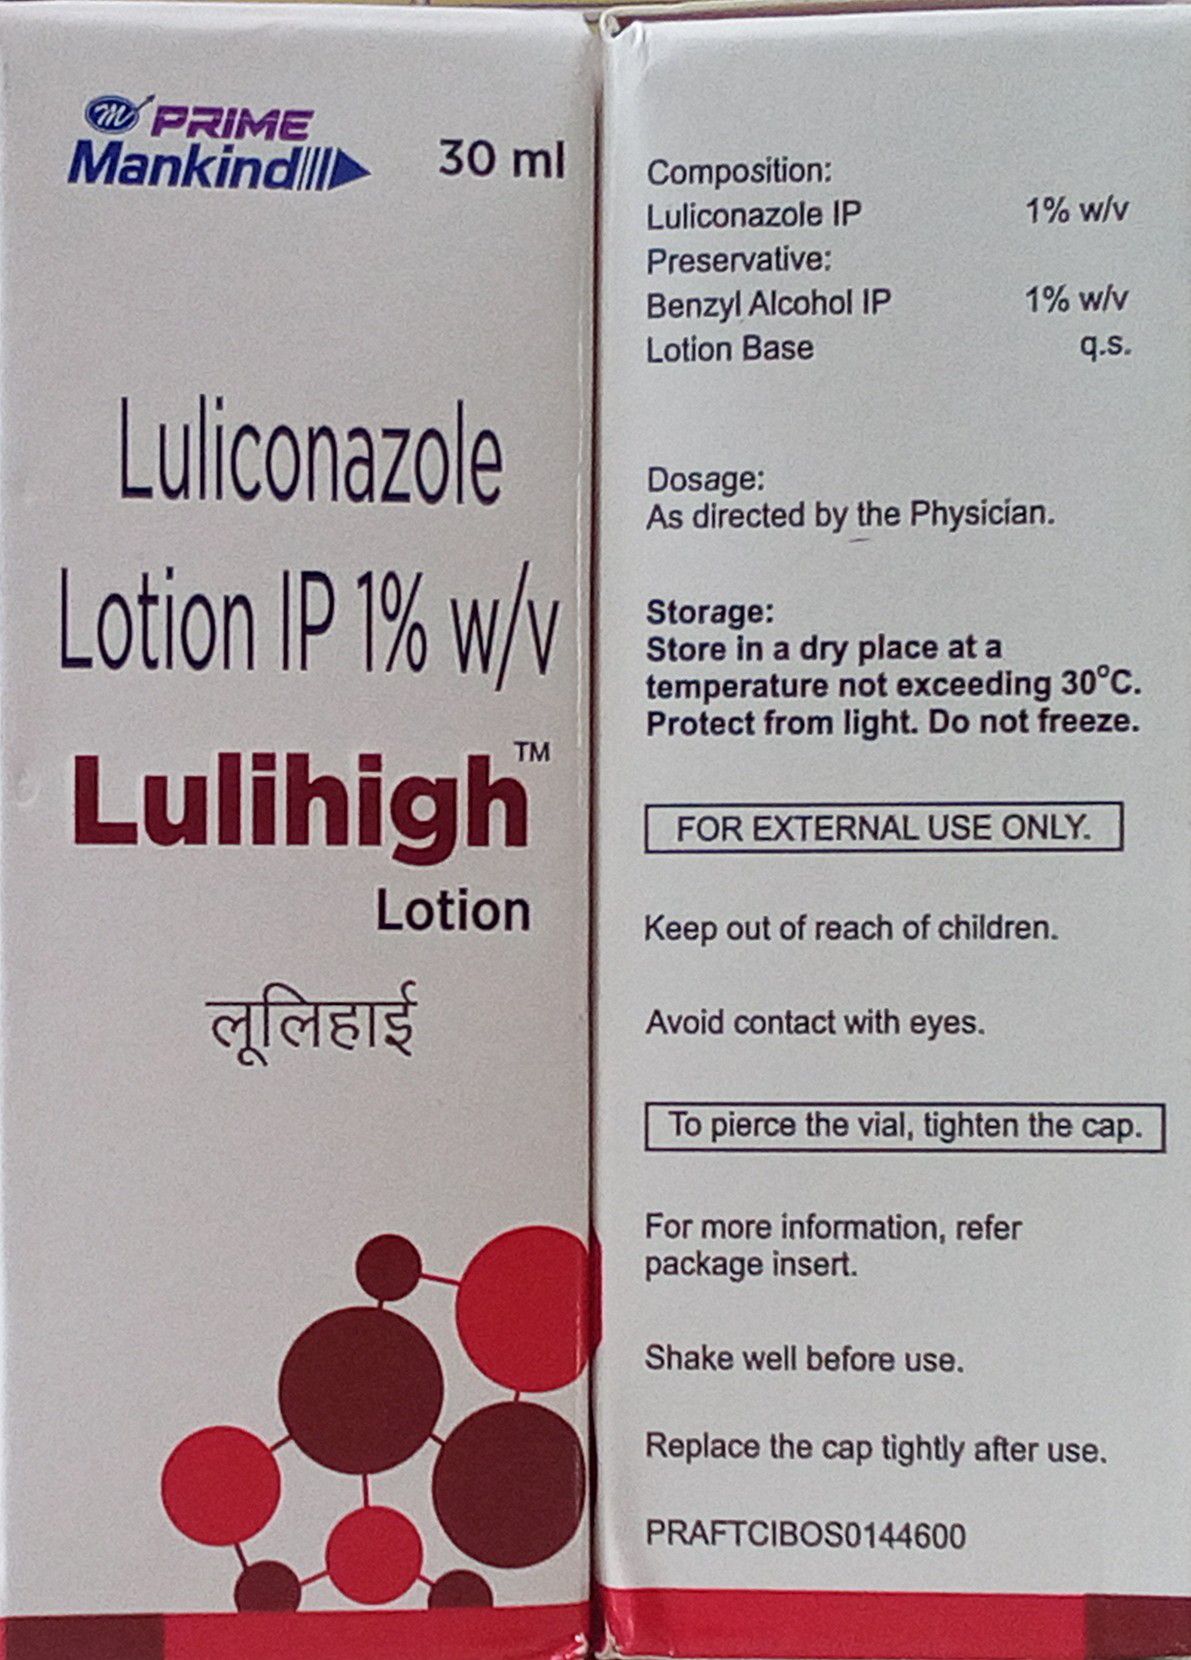 PRIME
Mankind
30 ml
Luliconazole
Lotion IP 1% w/v
Lulihigh™
Lotion
लूलिहाई
Composition:
Luliconazole IP 1% w/v
Preservative:
Benzyl Alcohol IP 1% w/v
Lotion Base q.s.
Dosage:
As directed by the Physician.
Storage:
Store in a dry place at a
temperature not exceeding 30°C.
Protect from light. Do not freeze.
FOR EXTERNAL USE ONLY.
Keep out of reach of children.
Avoid contact with eyes.
To pierce the vial, tighten the cap.
For more information, refer
package insert.
Shake well before use.
Replace the cap tightly after use.
PRAFTCIBOS0144600